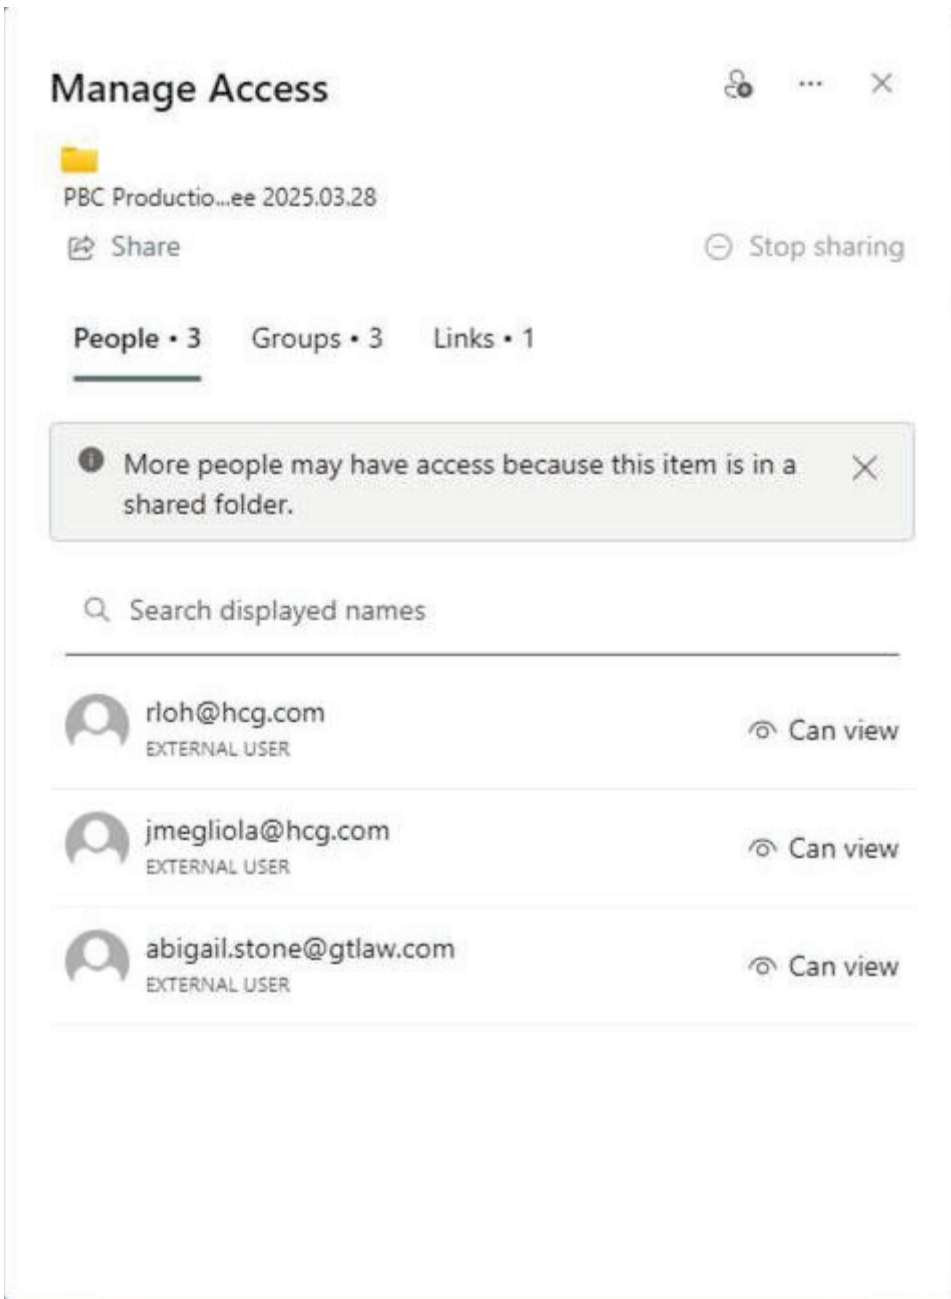 Manage Access
PBC Productio...ee 2025.03.28
Share
Stop sharing
People • 3
Groups • 3
Links • 1
More people may have access because this item is in a
shared folder.
Search displayed names
rloh@hcg.com
EXTERNAL USER
Can view
jmegliola@hcg.com
EXTERNAL USER
Can view
abigail.stone@gtlaw.com
EXTERNAL USER
Can view